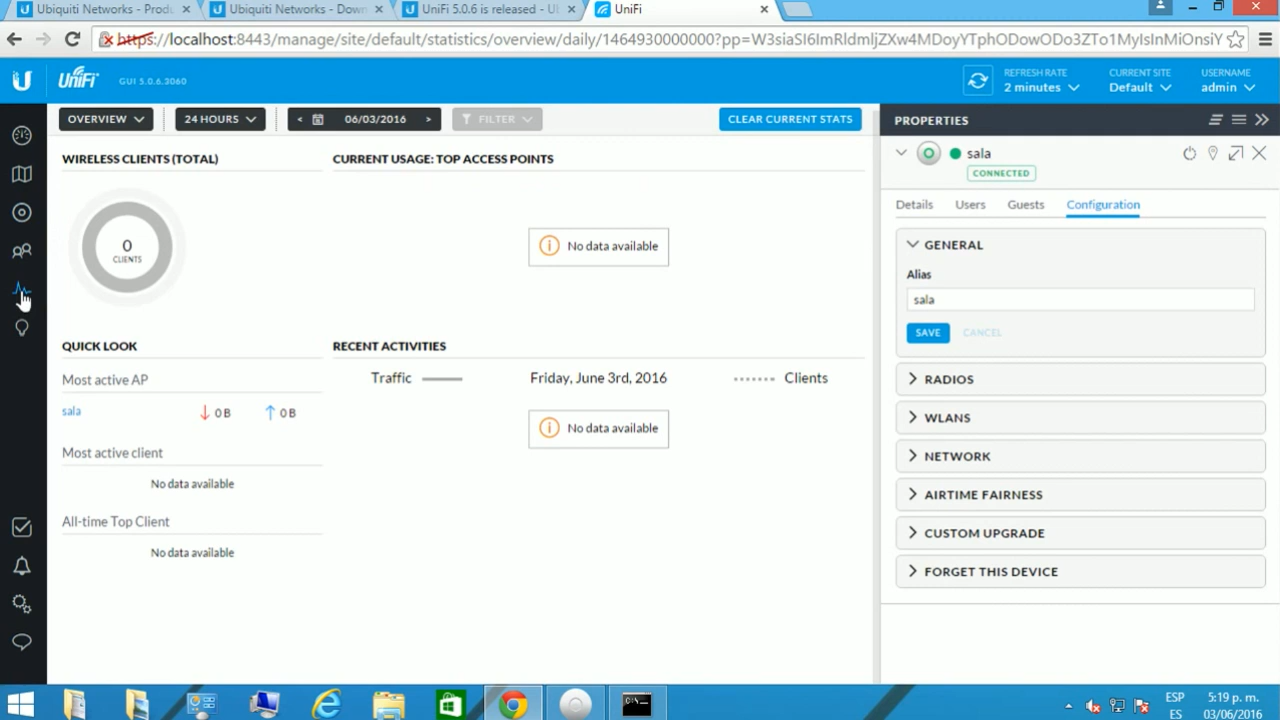 Ubiquiti Networks - Produ
Ubiquiti Networks - Down
UniFi 5.0.6 is released - Ub
UniFi
https://localhost:8443/manage/site/default/statistics/overview/daily/1464930000000?pp=W3siaS
UniFi GUI 5.0.6.3060
REFRESH RATE
2 minutes
CURRENT SITE
Default
USERNAME
admin
OVERVIEW
24 HOURS
< 06/03/2016 >
FILTER
CLEAR CURRENT STATS
WIRELESS CLIENTS (TOTAL)
0
CLIENTS
CURRENT USAGE: TOP ACCESS POINTS
No data available
QUICK LOOK
Most active AP
sala 0 B 0 B
Most active client
No data available
All-time Top Client
No data available
RECENT ACTIVITIES
Traffic Friday, June 3rd, 2016 Clients
No data available
PROPERTIES
sala
CONNECTED
Details Users Guests Configuration
GENERAL
Alias
sala
SAVE CANCEL
RADIOS
WLANS
NETWORK
AIRTIME FAIRNESS
CUSTOM UPGRADE
FORGET THIS DEVICE
ESP
ES
5:19 p. m.
03/06/2016